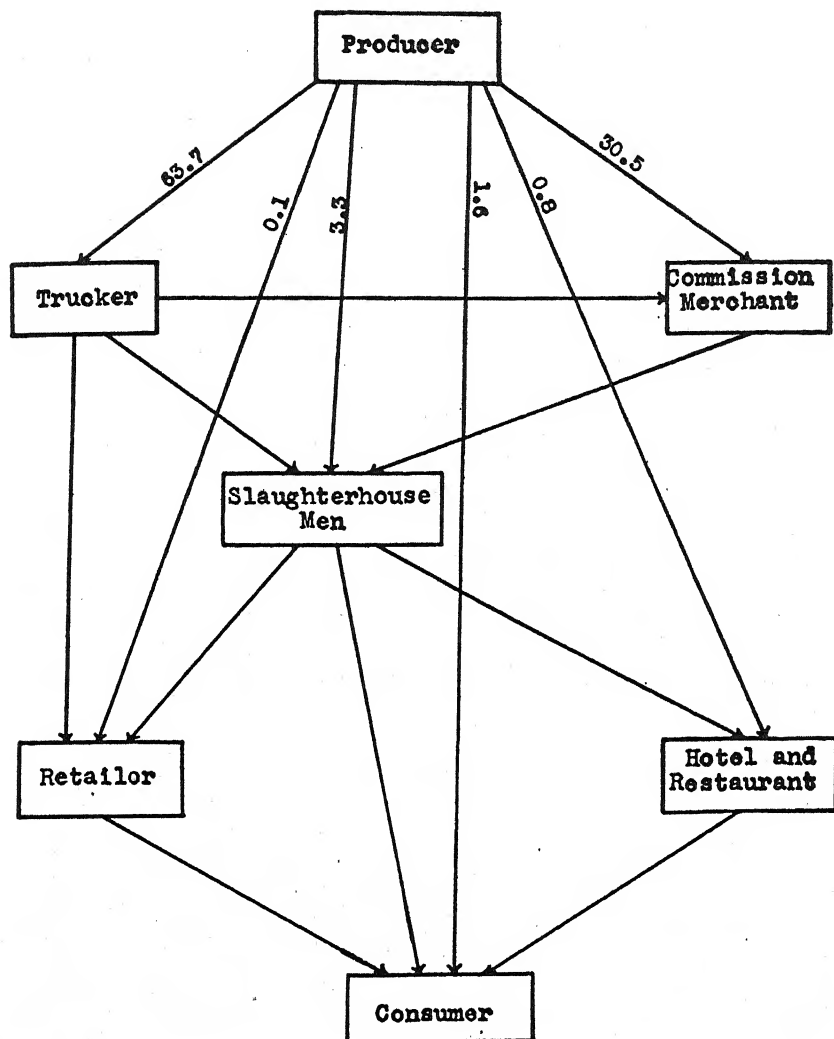 Producer
63.7
0.1
3.3
1.6
0.8
30.5
Trucker
Commission
Merchant
Slaughterhouse
Men
Retailor
Hotel and
Restaurant
Consumer